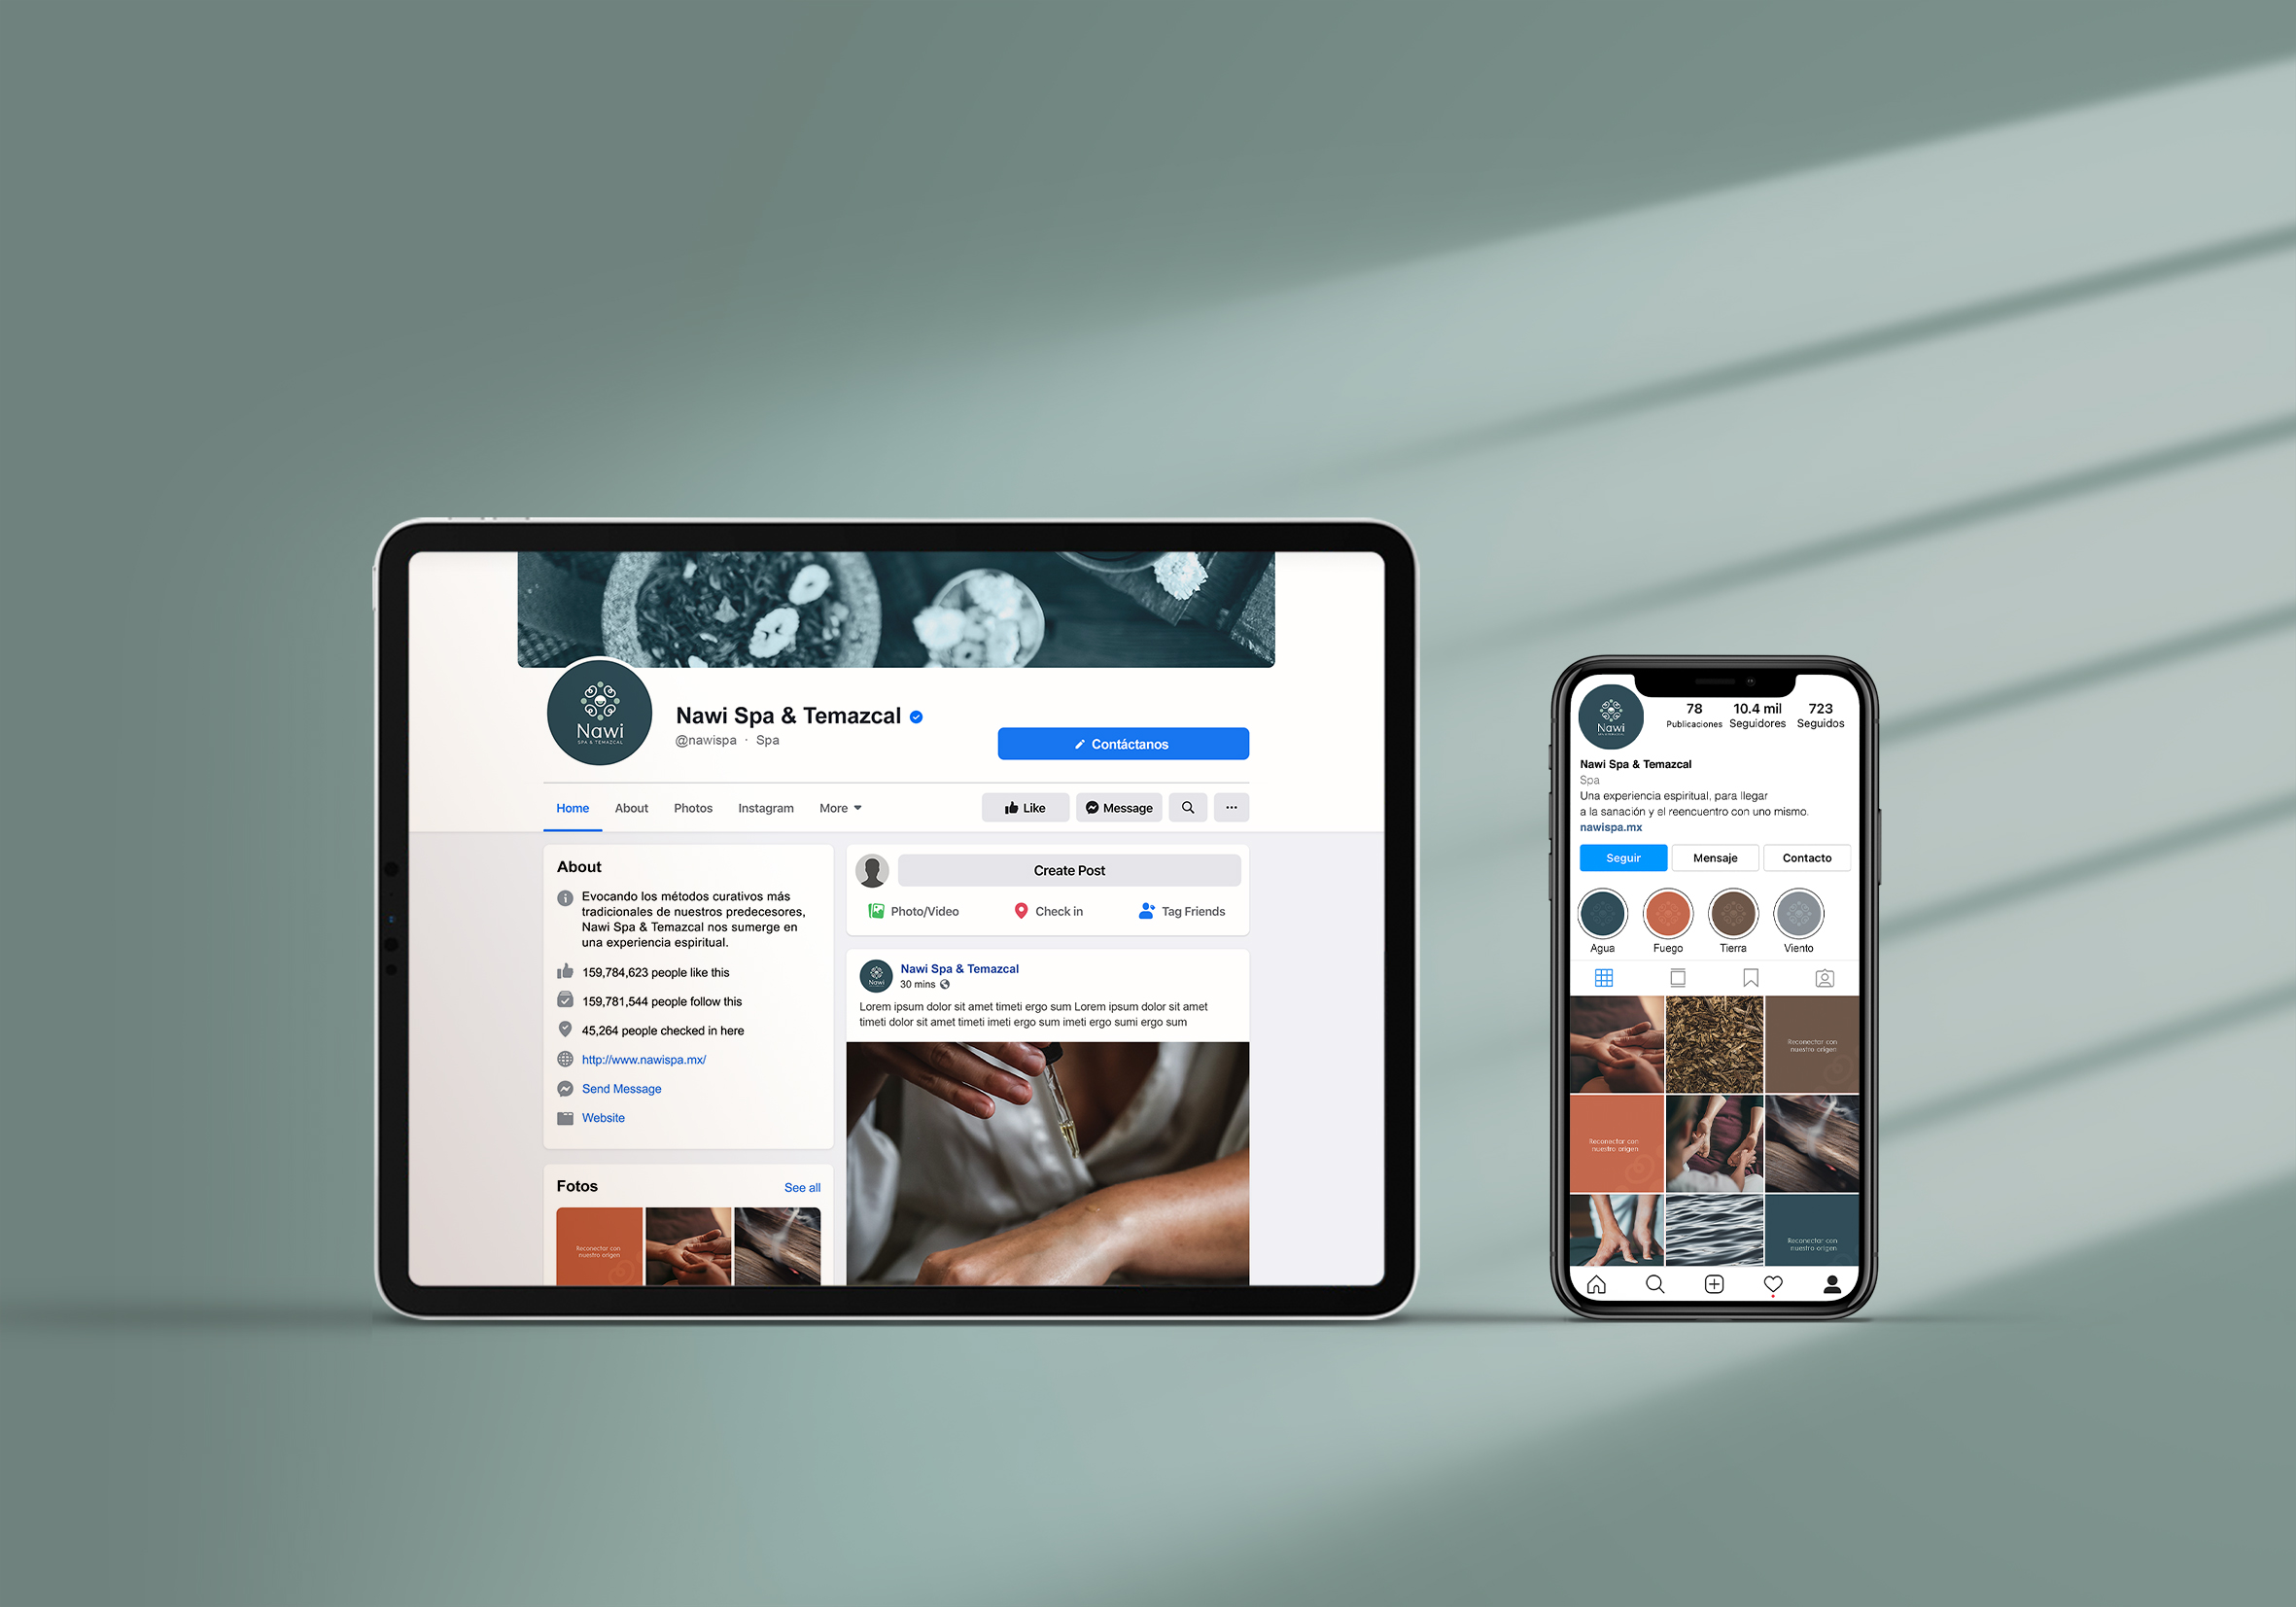 Nawi
SPA & TEMAZCAL
Nawi Spa & Temazcal
@nawispa · Spa
Contáctanos
Home
About
Photos
Instagram
More
Like
Message
About
Evocando los métodos curativos más
tradicionales de nuestros predecesores,
Nawi Spa & Temazcal nos sumerge en
una experiencia espiritual.
159,784,623 people like this
159,781,544 people follow this
45,264 people checked in here
http://www.nawispa.mx/
Send Message
Website
Fotos
See all
Reconectar con
nuestro origen
Create Post
Photo/Video
Check in
Tag Friends
Nawi
Nawi Spa & Temazcal
30 mins
Lorem ipsum dolor sit amet timeti ergo sum Lorem ipsum dolor sit amet
timeti dolor sit amet timeti imeti ergo sum imeti ergo sumi ergo sum
Nawi
SPA & TEMAZCAL
78
Publicaciones
10.4 mil
Seguidores
723
Seguidos
Nawi Spa & Temazcal
Spa
Una experiencia espiritual, para llegar
a la sanación y el reencuentro con uno mismo.
nawispa.mx
Seguir
Mensaje
Contacto
Agua
Fuego
Tierra
Viento
Reconectar con
nuestro origen
Reconectar con
nuestro origen
Reconectar con
nuestro origen